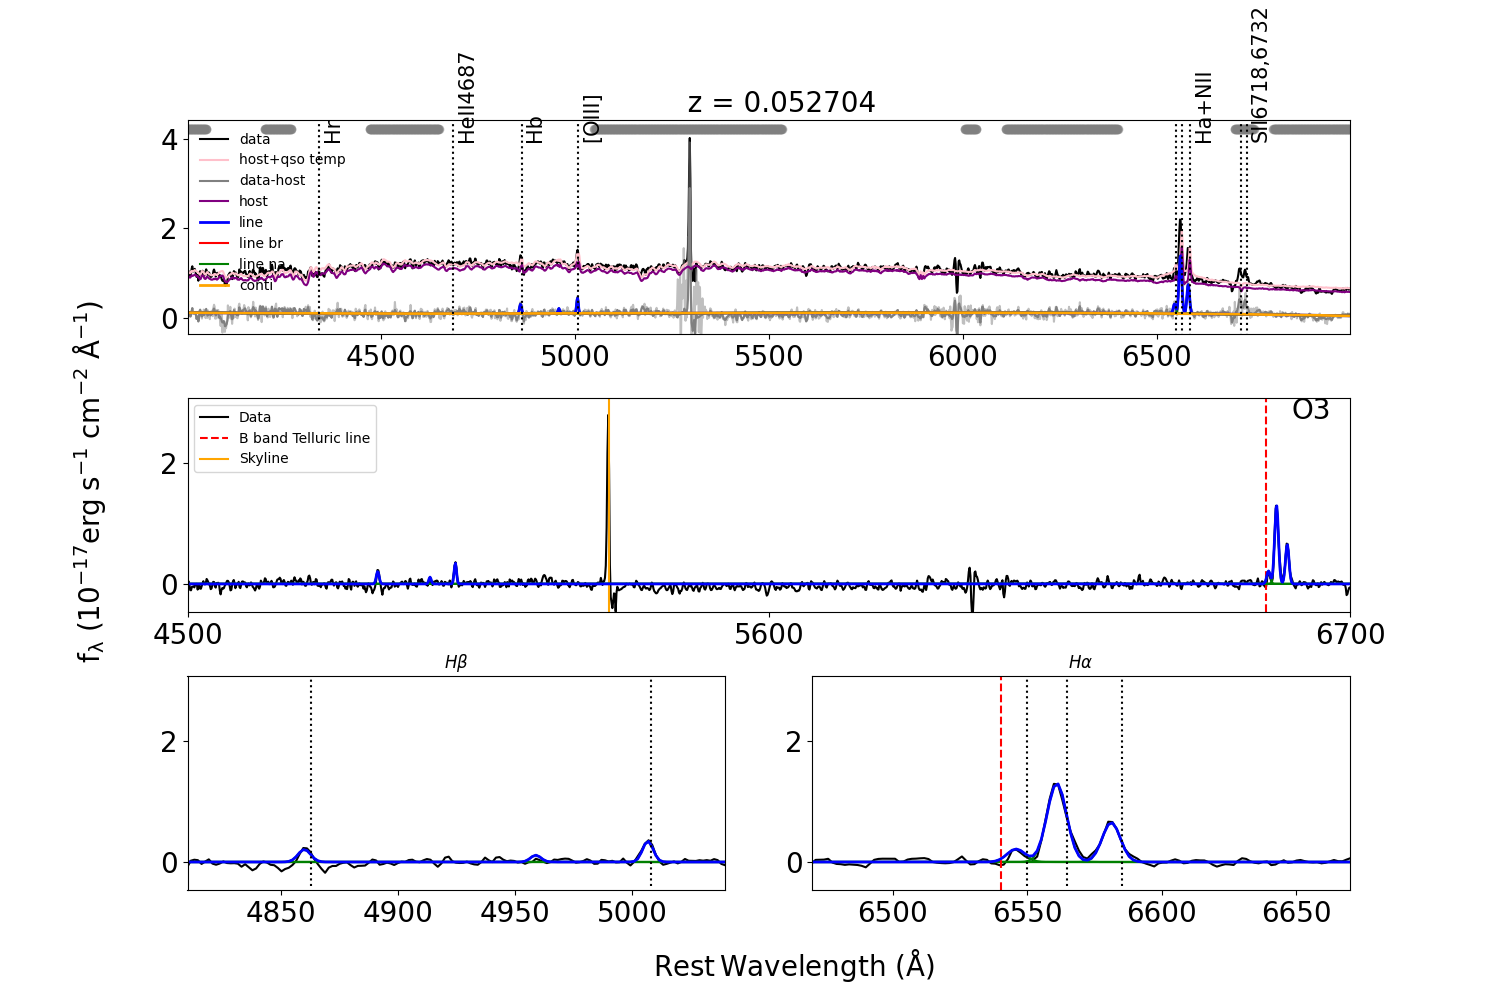 z = 0.052704
Hr
HeII4687
Hb
[OIII]
Ha+NII
SII6718,6732
data
host+qso temp
data-host
host
line
line br
line na
conti
4
2
0
4500
5000
5500
6000
6500
Data
B band Telluric line
Skyline
O3
2
0
4500
5600
6700
fλ (10⁻¹⁷erg s⁻¹ cm⁻² Å⁻¹)
Hβ
2
0
4850
4900
4950
5000
Hα
2
0
6500
6550
6600
6650
Rest Wavelength (Å)